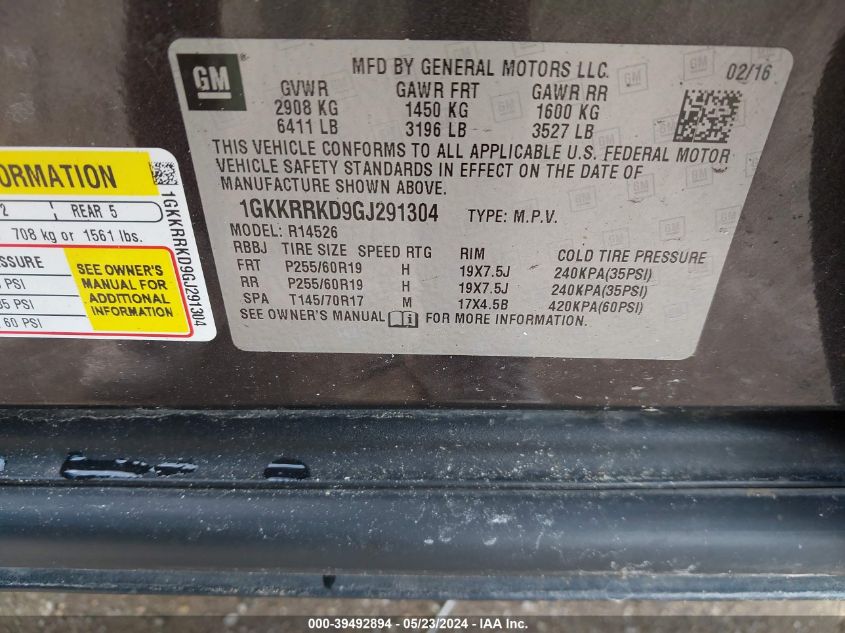 GM
MFD BY GENERAL MOTORS LLC.
02/16
GVWR GAWR FRT GAWR RR
2908 KG 1450 KG 1600 KG
6411 LB 3196 LB 3527 LB
THIS VEHICLE CONFORMS TO ALL APPLICABLE U.S. FEDERAL MOTOR
VEHICLE SAFETY STANDARDS IN EFFECT ON THE DATE OF
MANUFACTURE SHOWN ABOVE.
1GKKRRKD9GJ291304 TYPE: M.P.V.
MODEL: R14526
RBBJ TIRE SIZE SPEED RTG RIM COLD TIRE PRESSURE
FRT P255/60R19 H 19X7.5J 240KPA(35PSI)
RR P255/60R19 H 19X7.5J 240KPA(35PSI)
SPA T145/70R17 M 17X4.5B 420KPA(60PSI)
SEE OWNER'S MANUAL FOR MORE INFORMATION.
2 REAR 5
708 kg or 1561 lbs.
SEE OWNER'S
MANUAL FOR
ADDITIONAL
INFORMATION
PSI
PSI
60 PSI
1GKKRRKD9GJ291304
000-39492894 - 05/23/2024 - IAA Inc.